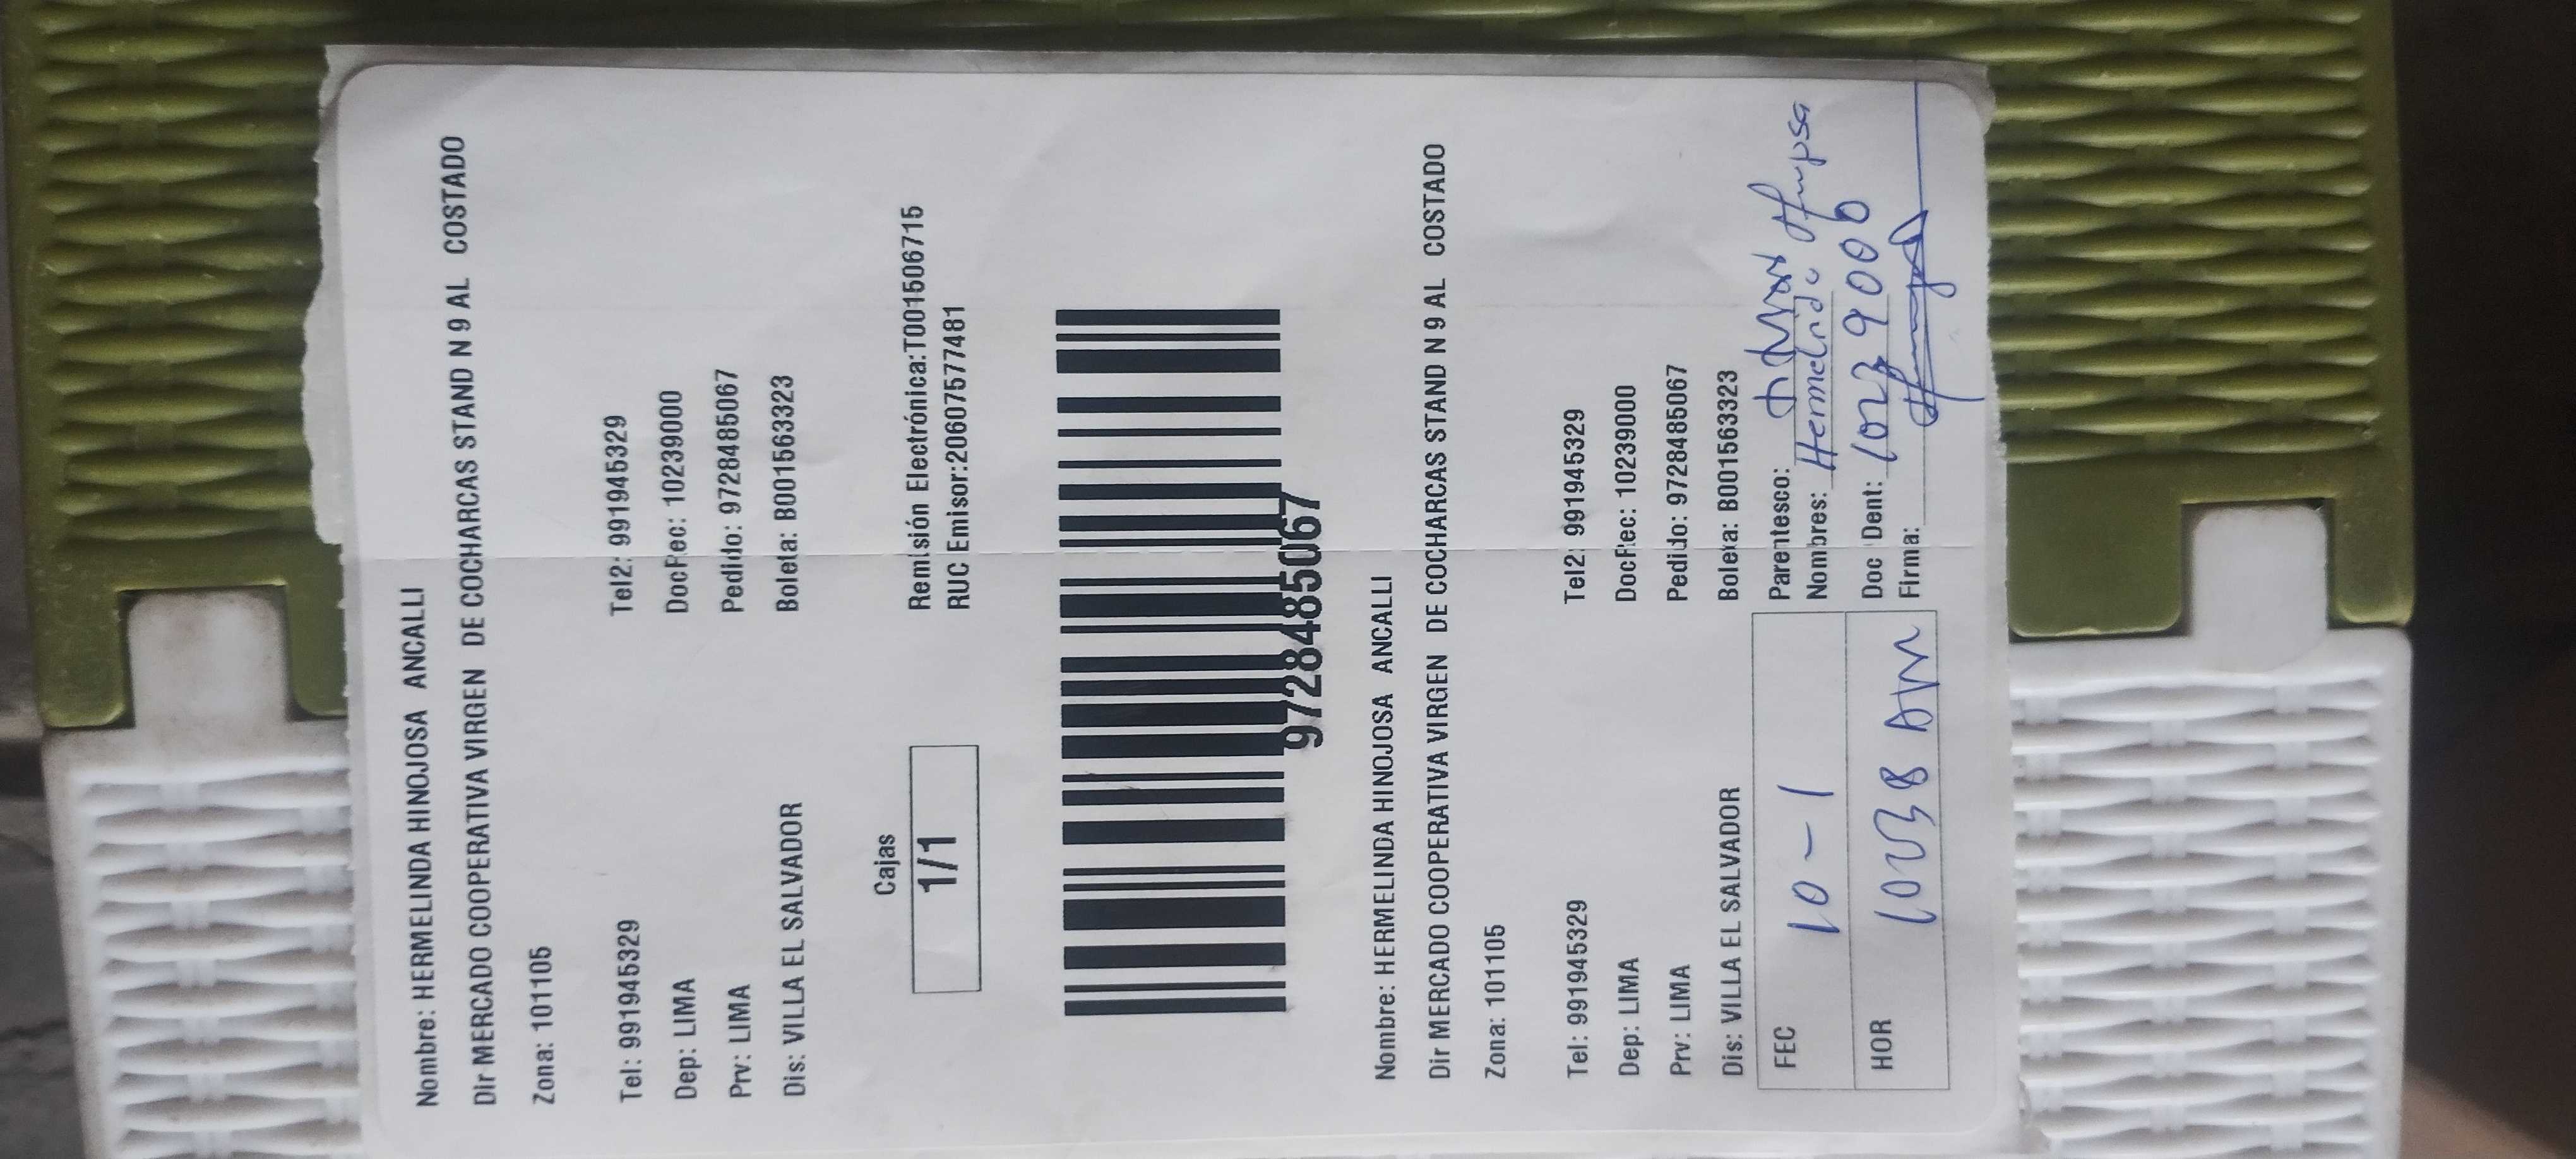 Nombre: HERMELINDA HINOJOSA ANCALLI
Dir MERCADO COOPERATIVA VIRGEN DE COCHARCAS STAND N 9 AL COSTADO
Zona: 101105
Tel: 991945329 Tel2: 991945329
Dep: LIMA DocRec: 10239000
Prv: LIMA Pedido: 9728485067
Dis: VILLA EL SALVADOR Boleta: B001563323
Cajas
1/1
Remisión Electrónica:T001506715
RUC Emisor:20607577481
9728485067
Nombre: HERMELINDA HINOJOSA ANCALLI
Dir MERCADO COOPERATIVA VIRGEN DE COCHARCAS STAND N 9 AL COSTADO
Zona: 101105
Tel: 991945329 Tel2: 991945329
Dep: LIMA DocRec: 10239000
Prv: LIMA Pedido: 9728485067
Dis: VILLA EL SALVADOR Boleta: B001563323
FEC 10-1
Parentesco:
Nombres: Hermelinda
HOR AM
Doc Dent: 10239000
Firma: